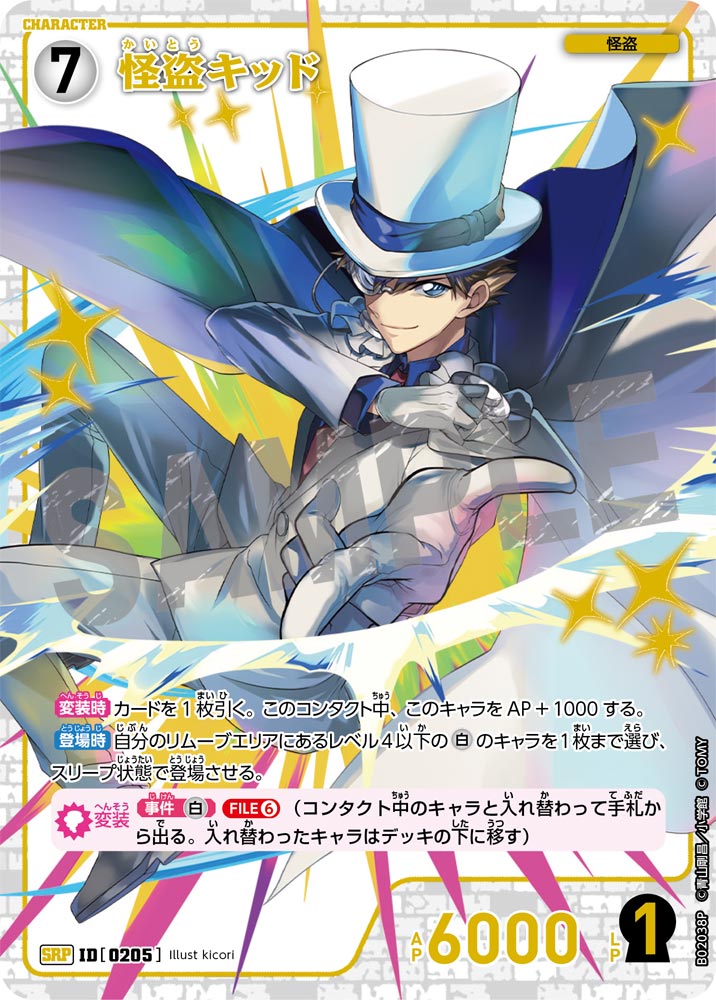 CHARACTER
7
かいとう
怪盗キッド
怪盗
SAMPLE
へんそうじ まいひ ちゅう
変装時 カードを1枚引く。このコンタクト中、このキャラをAP+1000する。
とうじょうじ じぶん い か まい えら
登場時 自分のリムーブエリアにあるレベル4以下の白のキャラを1枚まで選び、
じょうたい とうじょう
スリープ状態で登場させる。
へんそう じけん ちゅう い か て ふだ
変装 事件 白 FILE6 (コンタクト中のキャラと入れ替わって手札か
で い か した うつ
ら出る。入れ替わったキャラはデッキの下に移す)
SRP ID[0205] Illust kicori
AP 6000
LP 1
B02038P ©青山剛昌/小学館 ©TOMY